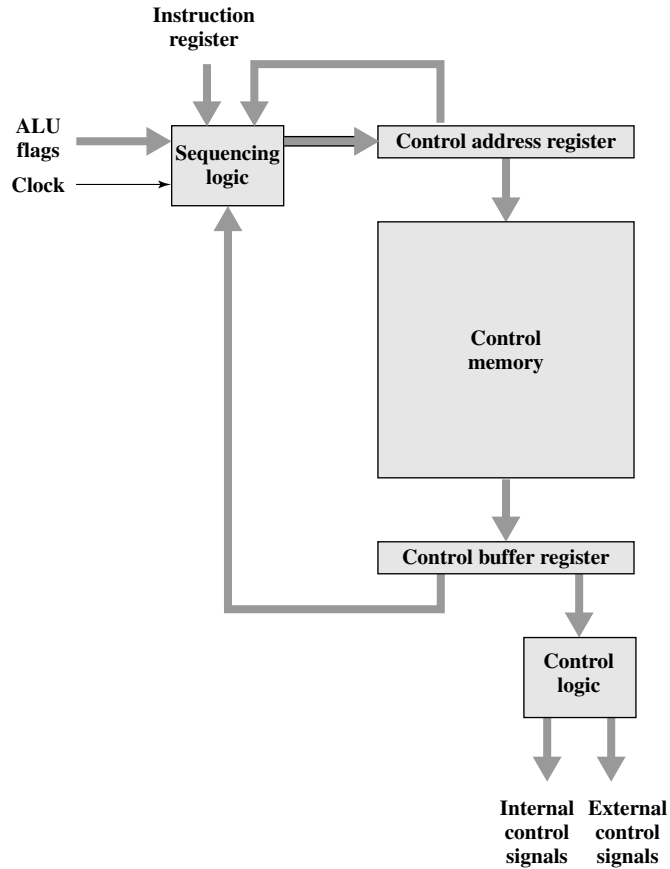 Instruction
register
ALU
flags
Clock
Sequencing
logic
Control address register
Control
memory
Control buffer register
Control
logic
Internal
control
signals
External
control
signals